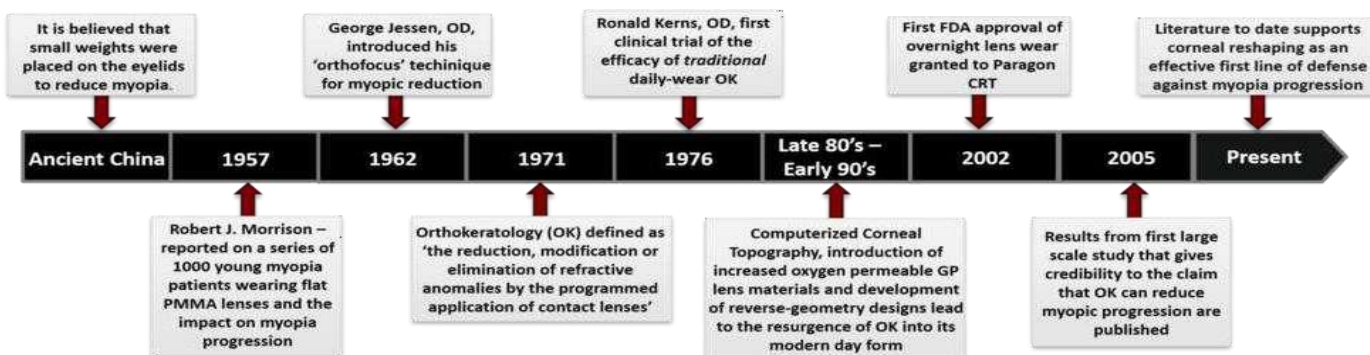 It is believed that
small weights were
placed on the eyelids
to reduce myopia.
George Jessen, OD,
introduced his
‘orthofocus’ techinique
for myopic reduction
Ronald Kerns, OD, first
clinical trial of the
efficacy of traditional
daily-wear OK
First FDA approval of
overnight lens wear
granted to Paragon
CRT
Literature to date supports
corneal reshaping as an
effective first line of defense
against myopia progression
Ancient China
1957
1962
1971
1976
Late 80’s –
Early 90’s
2002
2005
Present
Robert J. Morrison –
reported on a series of
1000 young myopia
patients wearing flat
PMMA lenses and the
impact on myopia
progression
Orthokeratology (OK) defined as
‘the reduction, modification or
elimination of refractive
anomalies by the programmed
application of contact lenses’
Computerized Corneal
Topography, introduction of
increased oxygen permeable GP
lens materials and development
of reverse-geometry designs lead
to the resurgence of OK into its
modern day form
Results from first large
scale study that gives
credibility to the claim
that OK can reduce
myopic progression are
published